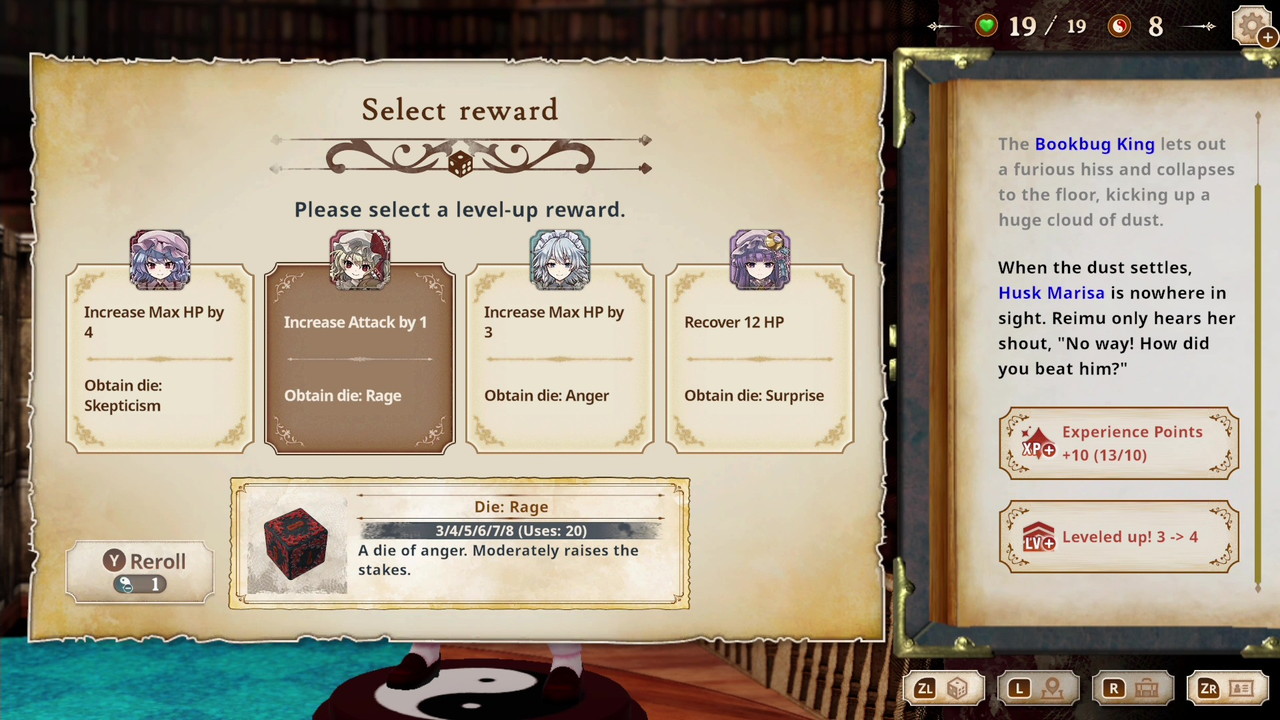 19 / 19 8
Select reward
Please select a level-up reward.
Increase Max HP by
4
Obtain die:
Skepticism
Increase Attack by 1
Obtain die: Rage
Increase Max HP by
3
Obtain die: Anger
Recover 12 HP
Obtain die: Surprise
Die: Rage
3/4/5/6/7/8 (Uses: 20)
A die of anger. Moderately raises the
stakes.
Y Reroll
1
The Bookbug King lets out
a furious hiss and collapses
to the floor, kicking up a
huge cloud of dust.
When the dust settles,
Husk Marisa is nowhere in
sight. Reimu only hears her
shout, "No way! How did
you beat him?"
XP+
Experience Points
+10 (13/10)
LV+
Leveled up! 3 -> 4
ZL
L
R
ZR